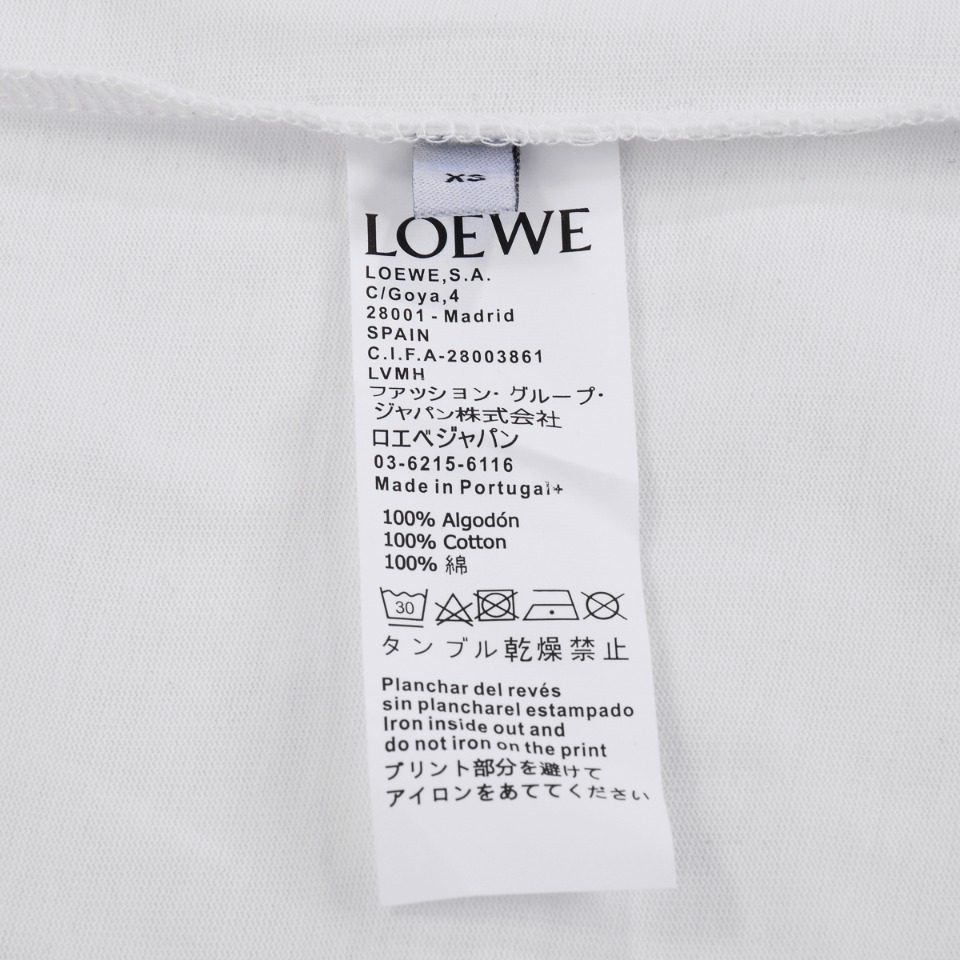 XS
LOEWE
LOEWE,S.A.
C/Goya,4
28001 - Madrid
SPAIN
C.I.F.A-28003861
LVMH
ファッション・グループ・
ジャパン株式会社
ロエベジャパン
03-6215-6116
Made in Portugal+
100% Algodón
100% Cotton
100% 綿
30
タンブル乾燥禁止
Planchar del revés
sin plancharel estampado
Iron inside out and
do not iron on the print
プリント部分を避けて
アイロンをあててください